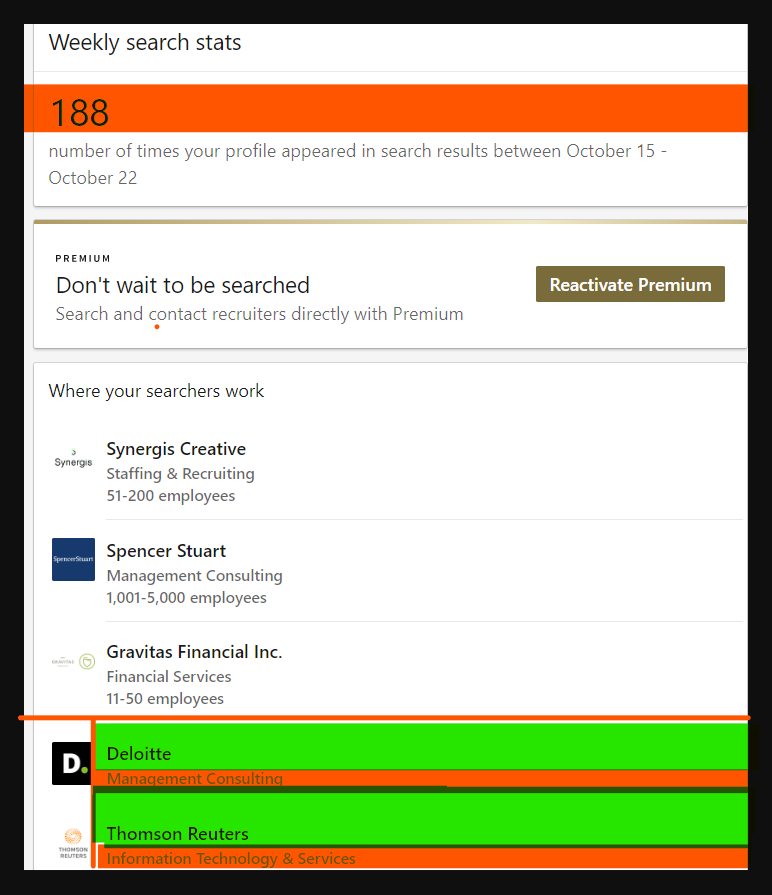 Weekly search stats
188
number of times your profile appeared in search results between October 15 -
October 22
PREMIUM
Don't wait to be searched
Reactivate Premium
Search and contact recruiters directly with Premium
Where your searchers work
Synergis
Synergis Creative
Staffing & Recruiting
51-200 employees
SpencerStuart
Spencer Stuart
Management Consulting
1,001-5,000 employees
GRAVITAS
Gravitas Financial Inc.
Financial Services
11-50 employees
D.
Deloitte
Management Consulting
THOMSON
REUTERS
Thomson Reuters
Information Technology & Services